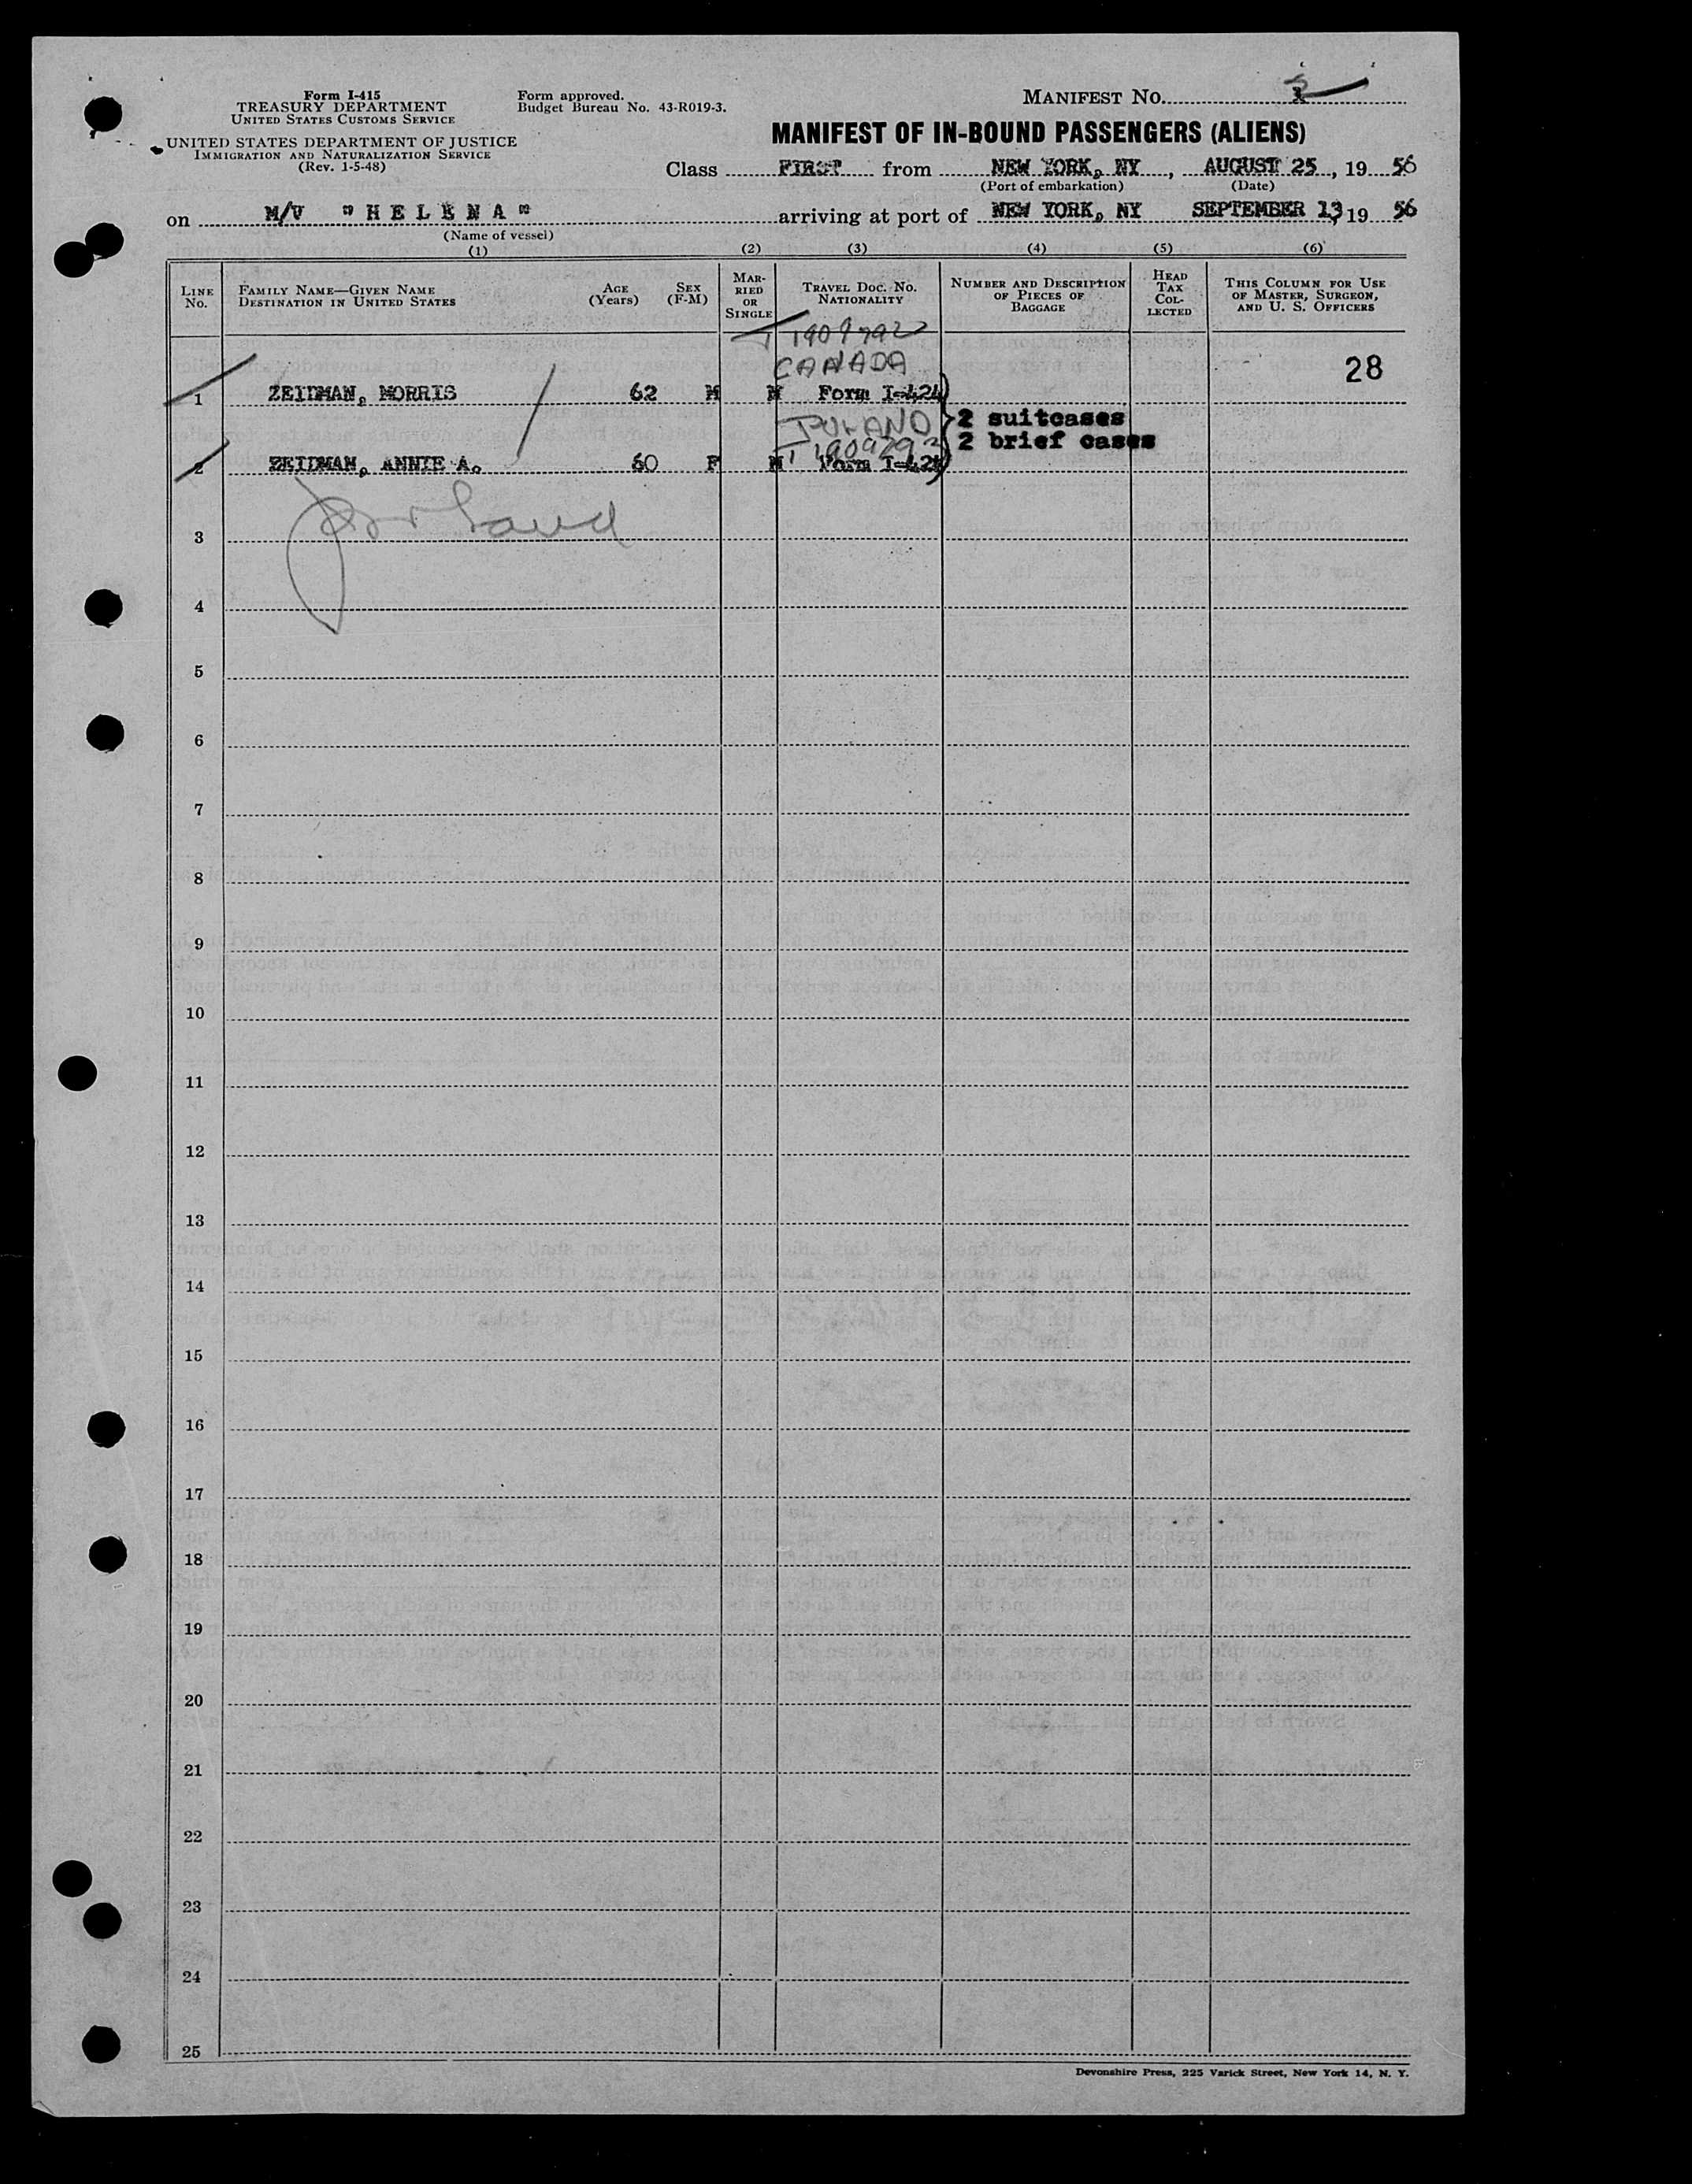 Form I-415
TREASURY DEPARTMENT
UNITED STATES CUSTOMS SERVICE
UNITED STATES DEPARTMENT OF JUSTICE
IMMIGRATION AND NATURALIZATION SERVICE
(Rev. 1-5-48)
Form approved.
Budget Bureau No. 43-R019-3.
MANIFEST NO.
MANIFEST OF IN-BOUND PASSENGERS (ALIENS)
Class FIRST from NEW YORK, NY, AUGUST 25, 19 56
(Port of embarkation) (Date)
on M/V "HELENA" arriving at port of NEW YORK, NY SEPTEMBER 13, 19 56
(Name of vessel)
(1) (2) (3) (4) (5) (6)
LINE NO.
FAMILY NAME—GIVEN NAME
DESTINATION IN UNITED STATES
AGE (Years)
SEX (F-M)
MARRIED OR SINGLE
TRAVEL DOC. NO.
NATIONALITY
NUMBER AND DESCRIPTION
OF PIECES OF
BAGGAGE
HEAD TAX COLLECTED
THIS COLUMN FOR USE
OF MASTER, SURGEON,
AND U. S. OFFICERS
CANADA
28
1 ZEIDMAN, MORRIS 62 M M Form I-424
POLAND
2 suitcases
2 brief cases
2 ZEIDMAN, ANNIE A. 60 F M Form I-424
3
4
5
6
7
8
9
10
11
12
13
14
15
16
17
18
19
20
21
22
23
24
25
Devonshire Press, 225 Varick Street, New York 14, N. Y.